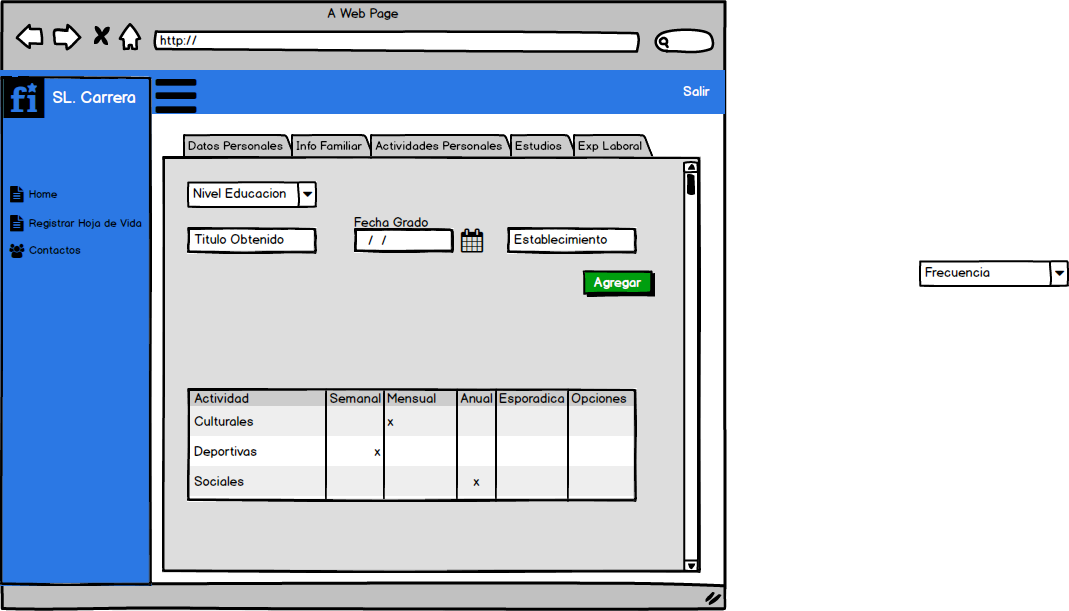 A Web Page
http://
fi
SL. Carrera
Salir
Home
Registrar Hoja de Vida
Contactos
Datos Personales
Info Familiar
Actividades Personales
Estudios
Exp Laboral
Nivel Educacion
Fecha Grado
Titulo Obtenido
/ /
Establecimiento
Agregar
Actividad Semanal Mensual Anual Esporadica Opciones
Culturales x
Deportivas x
Sociales x
Frecuencia